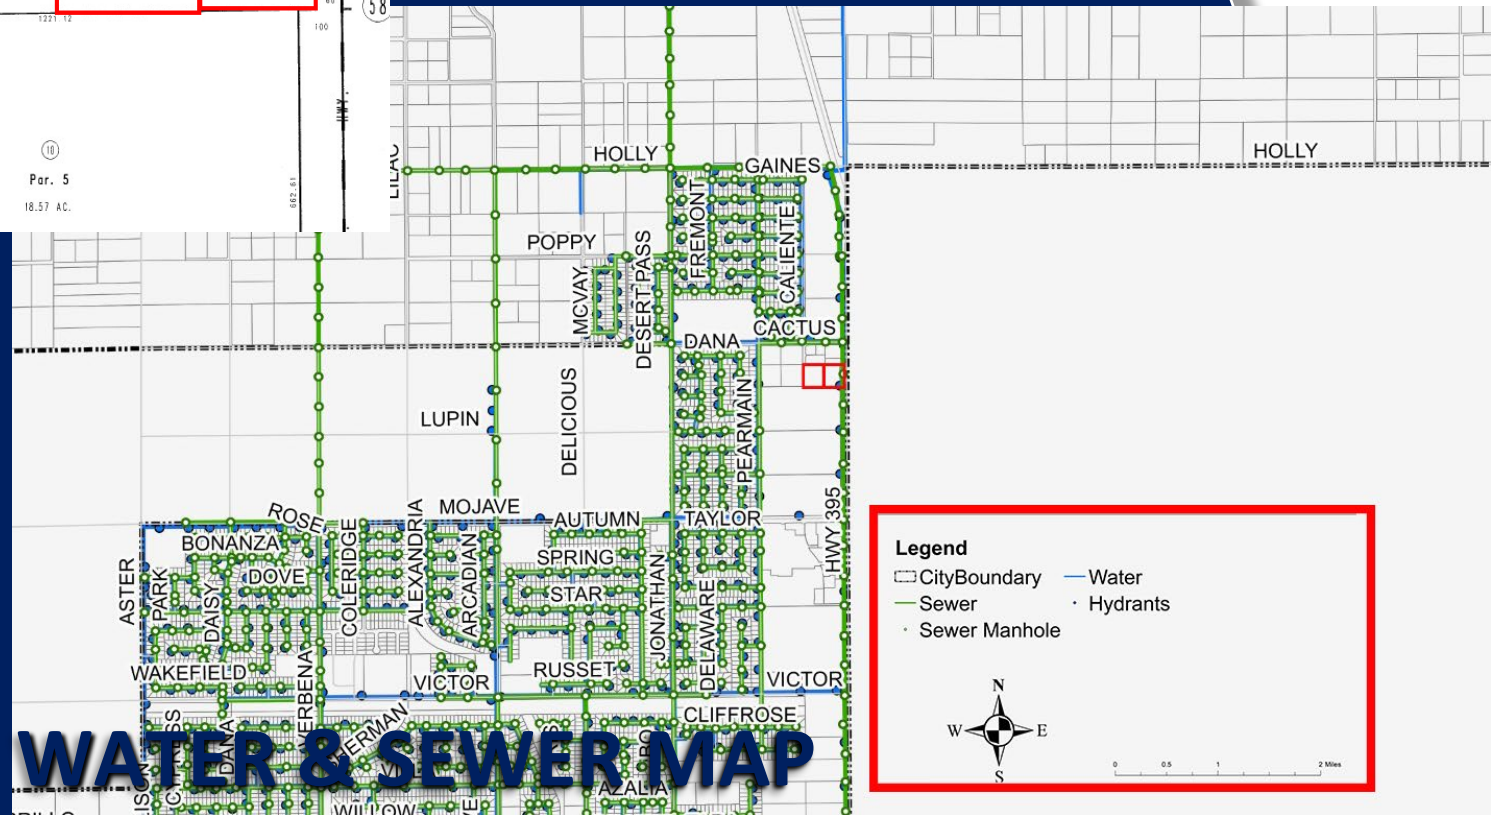 1221.12
60
58
100
HWY.
10
Par. 5
18.57 AC.
662.61
LILAC
HOLLY
GAINES
HOLLY
FREMONT
CALIENTE
POPPY
DESERT PASS
MCVAY
CACTUS
DANA
DELICIOUS
PEARMAIN
LUPIN
HWY 395
MOJAVE
ROSE
AUTUMN
TAYLOR
BONANZA
COLERIDGE
ALEXANDRIA
ARCADIAN
SPRING
ASTER
PARK
DOVE
DAISY
STAR
JONATHAN
DELAWARE
WAKEFIELD
VERBENA
VICTOR
RUSSET
VICTOR
CLIFFROSE
DANA
AZALIA
WILLOW
WATER & SEWER MAP
Legend
CityBoundary
Water
Sewer
Hydrants
Sewer Manhole
N
W
E
S
0 0.5 1 2 Miles